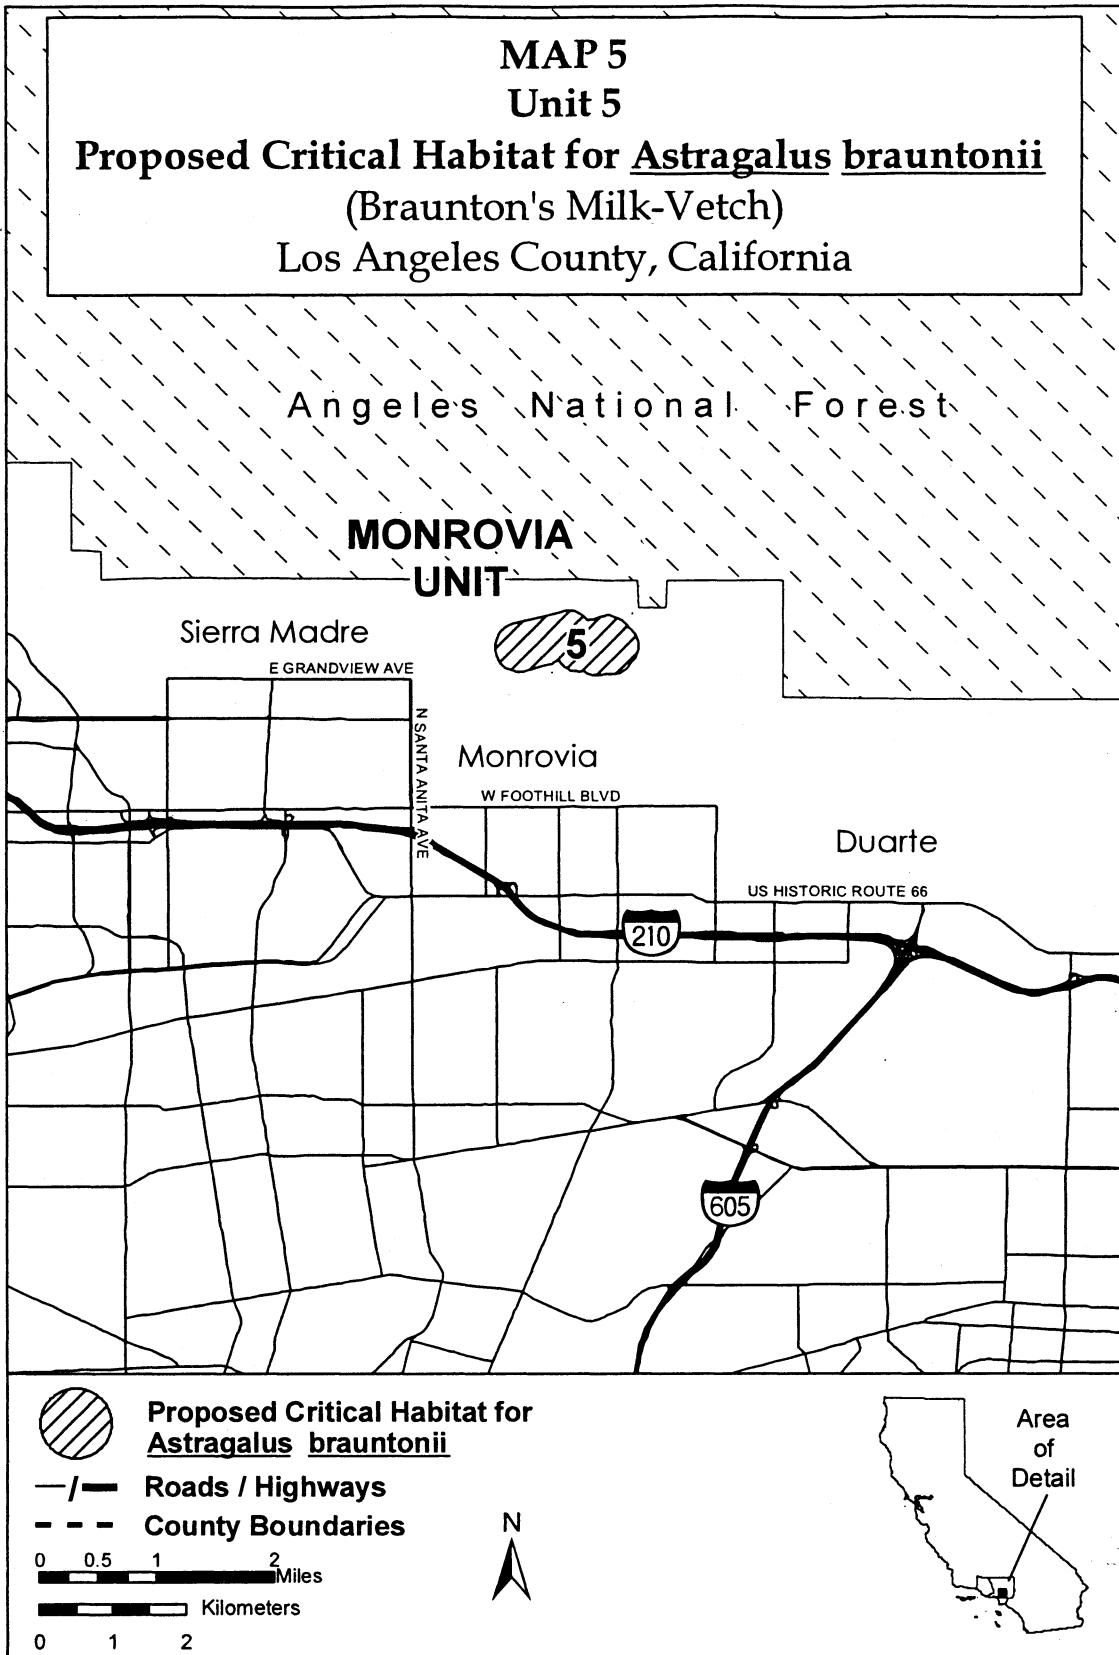 MAP 5
Unit 5
Proposed Critical Habitat for Astragalus brauntonii
(Braunton's Milk-Vetch)
Los Angeles County, California
Angeles National Forest
MONROVIA
UNIT
5
Sierra Madre
E GRANDVIEW AVE
N SANTA ANITA AVE
Monrovia
W FOOTHILL BLVD
Duarte
US HISTORIC ROUTE 66
210
605
Proposed Critical Habitat for
Astragalus brauntonii
Roads / Highways
County Boundaries
0 0.5 1 2
Miles
Kilometers
0 1 2
N
Area
of
Detail